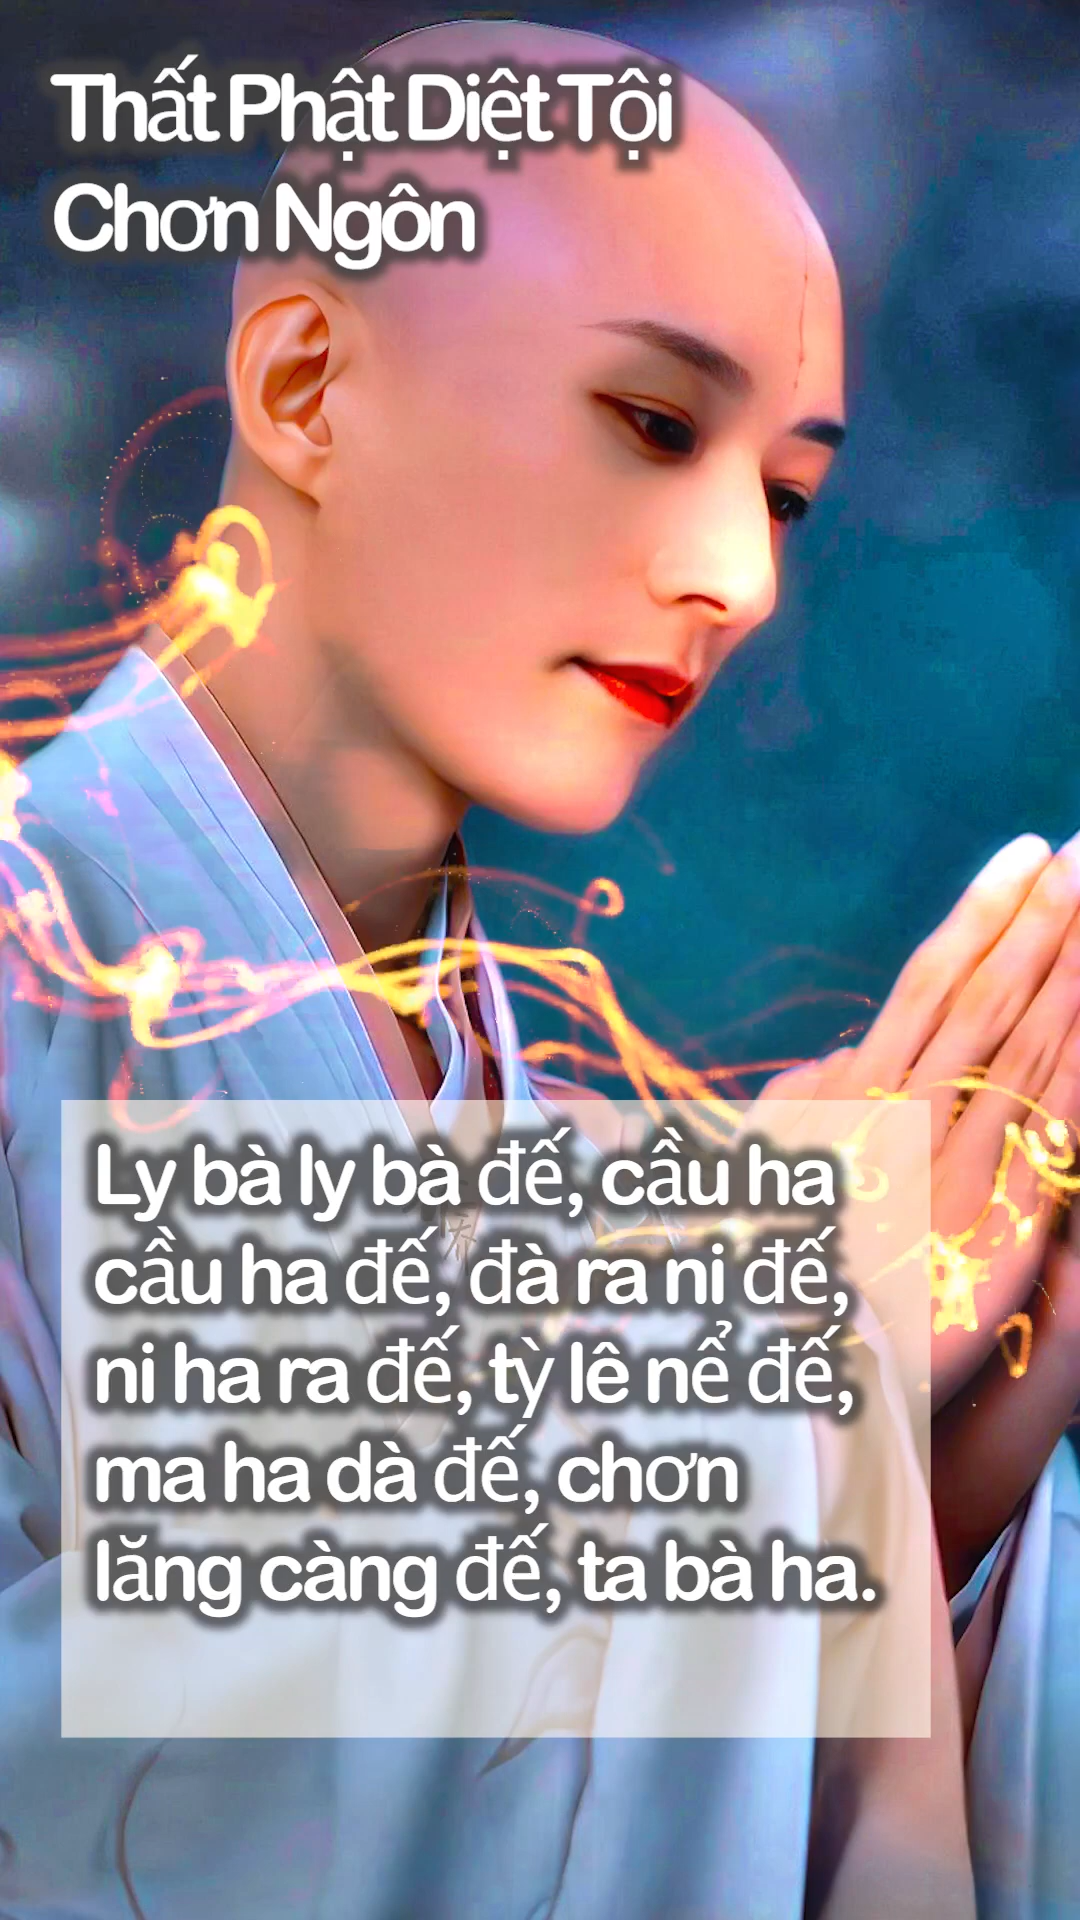 Thất Phật Diệt Tội
Chơn Ngôn
Ly bà ly bà đế, cầu ha
cầu ha đế, đà ra ni đế,
ni ha ra đế, tỳ lê nể đế,
ma ha dà đế, chơn
lăng càng đế, ta bà ha.